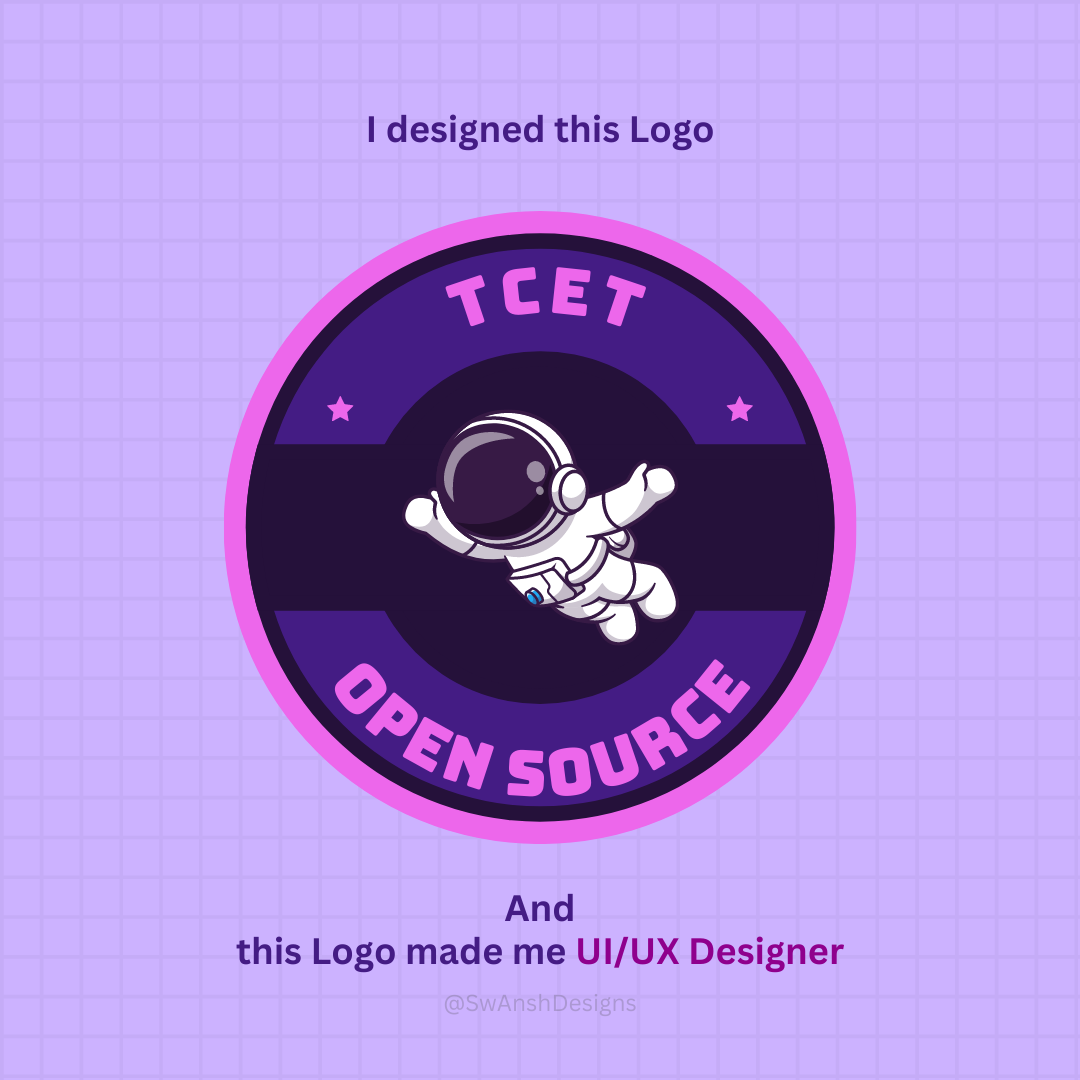 I designed this Logo
TCET
OPEN SOURCE
And
this Logo made me UI/UX Designer
@SwAnshDesigns